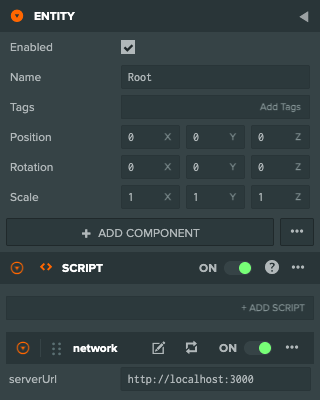 ENTITY
Enabled
Name Root
Tags Add Tags
Position 0 X 0 Y 0 Z
Rotation 0 X 0 Y 0 Z
Scale 1 X 1 Y 1 Z
+ ADD COMPONENT ...
<> SCRIPT ON ? ...
+ ADD SCRIPT
network ON ...
serverUrl http://localhost:3000